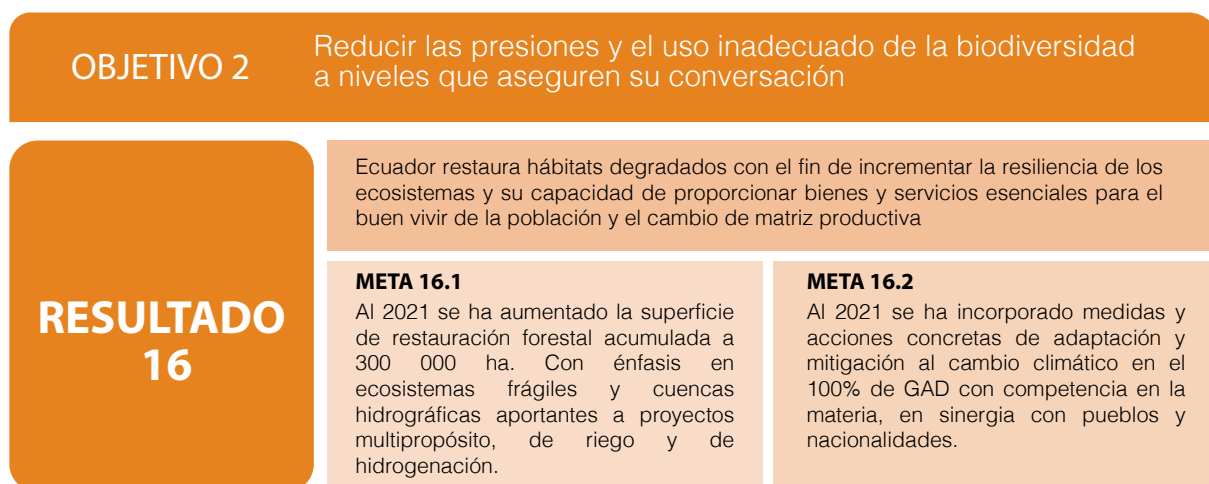 OBJETIVO 2
Reducir las presiones y el uso inadecuado de la biodiversidad
a niveles que aseguren su conversación
RESULTADO
16
Ecuador restaura hábitats degradados con el fin de incrementar la resiliencia de los
ecosistemas y su capacidad de proporcionar bienes y servicios esenciales para el
buen vivir de la población y el cambio de matriz productiva
META 16.1
Al 2021 se ha aumentado la superficie
de restauración forestal acumulada a
300 000 ha. Con énfasis en
ecosistemas frágiles y cuencas
hidrográficas aportantes a proyectos
multipropósito, de riego y de
hidrogenación.
META 16.2
Al 2021 se ha incorporado medidas y
acciones concretas de adaptación y
mitigación al cambio climático en el
100% de GAD con competencia en la
materia, en sinergia con pueblos y
nacionalidades.